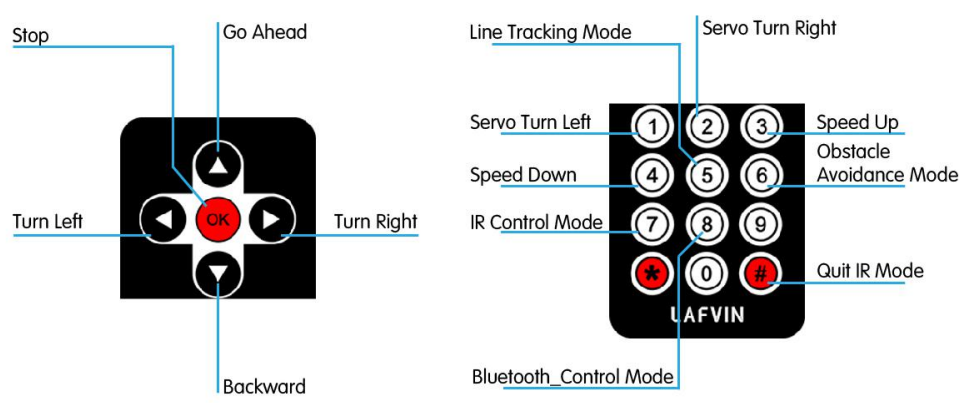 Stop
Go Ahead
Turn Left
OK
Turn Right
Backward
Line Tracking Mode
Servo Turn Right
Servo Turn Left
1 2 3
Speed Up
Speed Down
4 5 6
Obstacle
Avoidance Mode
IR Control Mode
7 8 9
* 0 #
Quit IR Mode
LAFVIN
Bluetooth_Control Mode